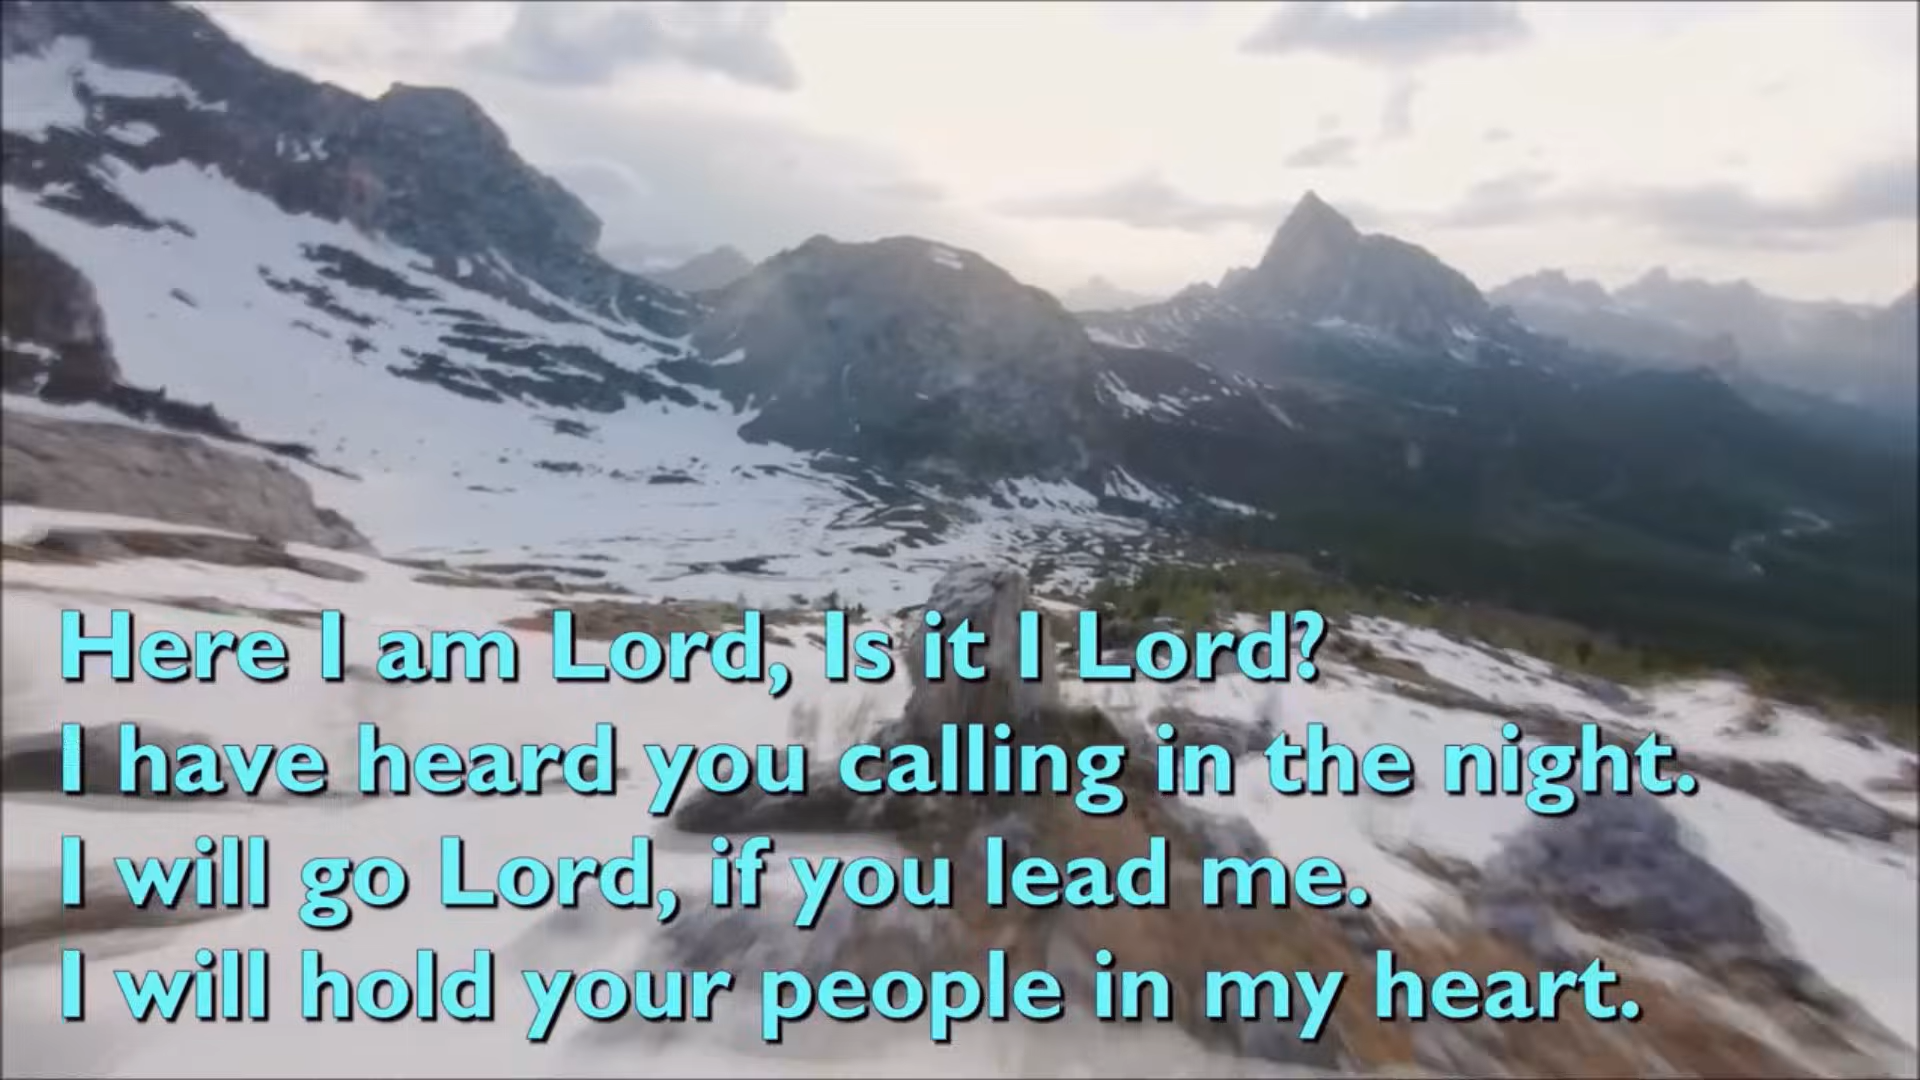 Here I am Lord, Is it I Lord?
I have heard you calling in the night.
I will go Lord, if you lead me.
I will hold your people in my heart.